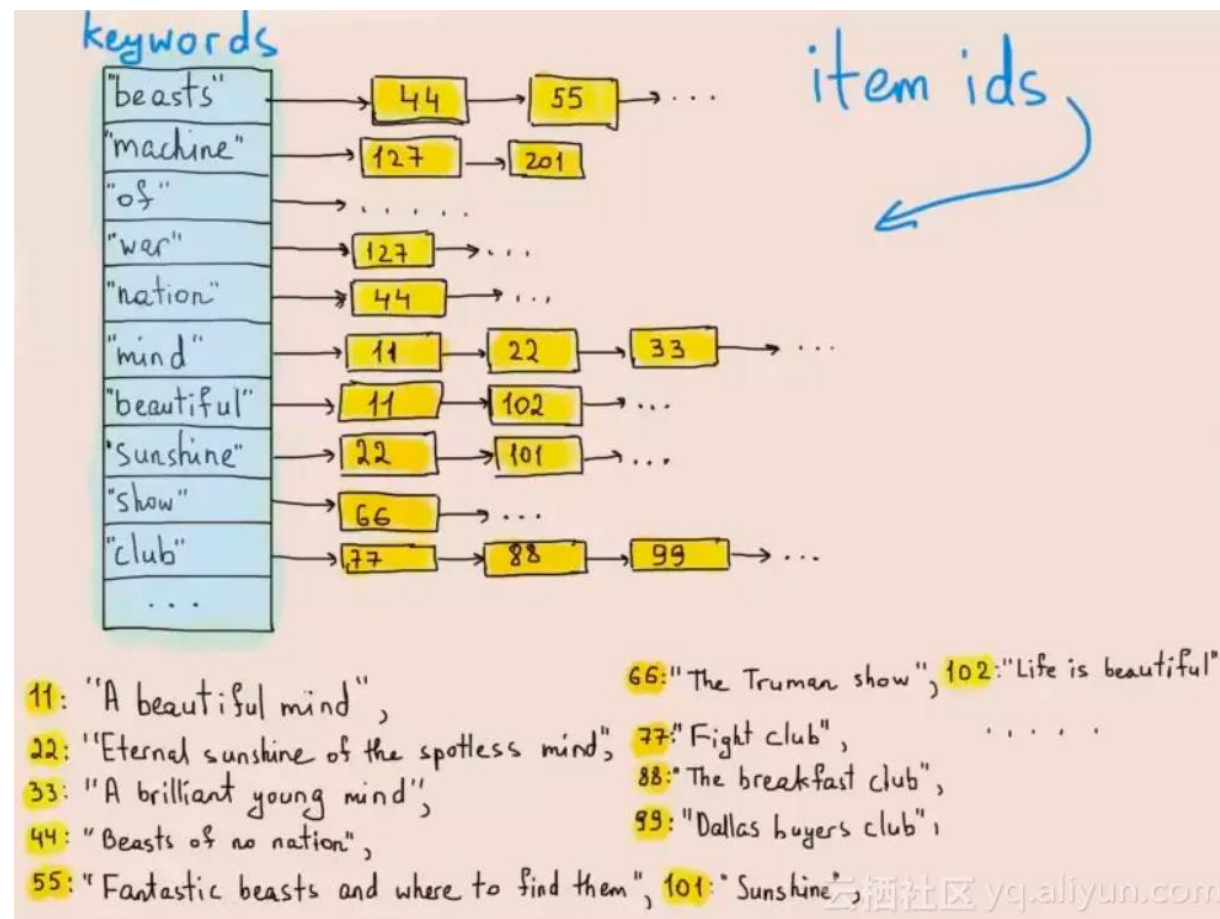 keywords
item ids
"beasts" 44 55 ...
"machine" 127 201
"of" .....
"war" 127 ...
"nation" 44 ...
"mind" 11 22 33 ...
"beautiful" 11 102 ...
"sunshine" 22 101 ...
"show" 66 ...
"club" 77 88 99 ...
...
11: "A beautiful mind",
22: "Eternal sunshine of the spotless mind",
33: "A brilliant young mind",
44: "Beasts of no nation",
55: "Fantastic beasts and where to find them", 101: "Sunshine",
66: "The Truman show", 102: "Life is beautiful"
77: "Fight club", .....
88: "The breakfast club",
99: "Dallas buyers club",
云栖社区 yq.aliyun.com